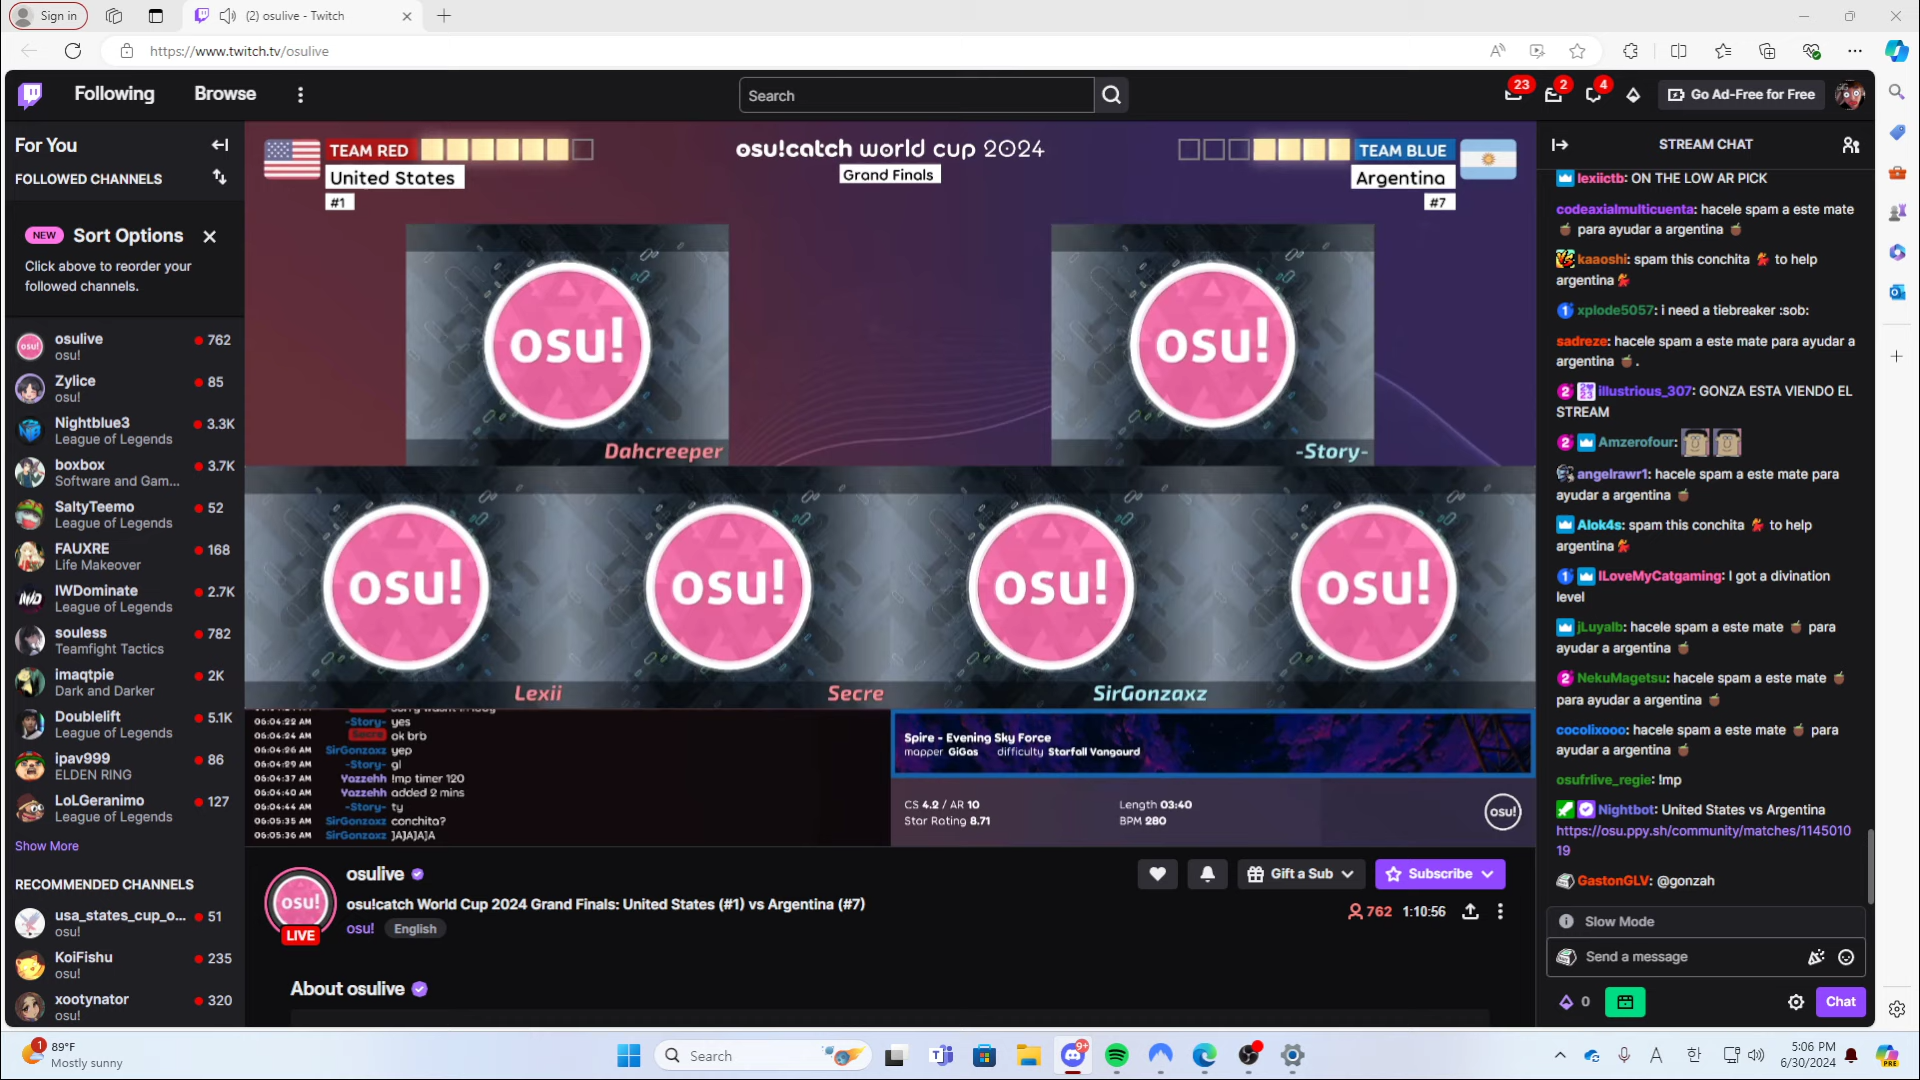 Sign in
(2) osulive - Twitch
https://www.twitch.tv/osulive
Following
Browse
Search
23
2
4
Go Ad-Free for Free
For You
FOLLOWED CHANNELS
NEW
Sort Options
Click above to reorder your
followed channels.
osulive
762
osu!
Zylice
85
osu!
Nightblue3
3.3K
League of Legends
boxbox
3.7K
Software and Gam...
SaltyTeemo
52
League of Legends
FAUXRE
168
Life Makeover
IWDominate
2.7K
League of Legends
souless
782
Teamfight Tactics
imaqtpie
2K
Dark and Darker
Doublelift
5.1K
League of Legends
ipav999
86
ELDEN RING
LoLGeranimo
127
League of Legends
Show More
RECOMMENDED CHANNELS
usa_states_cup_o...
51
osu!
KoiFishu
235
osu!
xootynator
320
osu!
TEAM RED
United States
#1
osu!catch world cup 2024
Grand Finals
TEAM BLUE
Argentina
#7
osu!
Dahcreeper
osu!
-Story-
osu!
Lexii
osu!
Secre
osu!
SirGonzaxz
osu!
06:04:22 AM -Story- yes
06:04:24 AM Secre ok brb
06:04:26 AM SirGonzaxz yep
06:04:29 AM -Story- gl
06:04:37 AM Yazzehh !mp timer 120
06:04:40 AM Yazzehh added 2 mins
06:04:44 AM -Story- ty
06:05:35 AM SirGonzaxz conchita?
06:05:36 AM SirGonzaxz JAJAJAJA
Spire - Evening Sky Force
mapper GiGas difficulty Starfall Vangaurd
CS 4.2 / AR 10
Length 03:40
Star Rating 8.71
BPM 280
osu!
osu!
LIVE
osulive
osu!catch World Cup 2024 Grand Finals: United States (#1) vs Argentina (#7)
osu! English
Gift a Sub
Subscribe
762
1:10:56
About osulive
STREAM CHAT
lexiictb: ON THE LOW AR PICK
codeaxialmulticuenta: hacele spam a este mate
🧉 para ayudar a argentina 🧉
kaaoshi: spam this conchita 💃 to help
argentina💃
xplode5057: i need a tiebreaker :sob:
sadreze: hacele spam a este mate para ayudar a
argentina 🧉.
illustrious_307: GONZA ESTA VIENDO EL
STREAM
Amzerofour:
angelrawr1: hacele spam a este mate para
ayudar a argentina 🧉
Alok4s: spam this conchita 💃 to help
argentina💃
ILoveMyCatgaming: I got a divination
level
jLuyalb: hacele spam a este mate 🧉 para
ayudar a argentina 🧉
NekuMagetsu: hacele spam a este mate 🧉
para ayudar a argentina 🧉
cocolixooo: hacele spam a este mate 🧉 para
ayudar a argentina 🧉
osufrlive_regie: !mp
Nightbot: United States vs Argentina
https://osu.ppy.sh/community/matches/1145010
19
GastonGLV: @gonzah
Slow Mode
Send a message
0
Chat
1
89°F
Mostly sunny
Search
9+
한
5:06 PM
6/30/2024
PRE